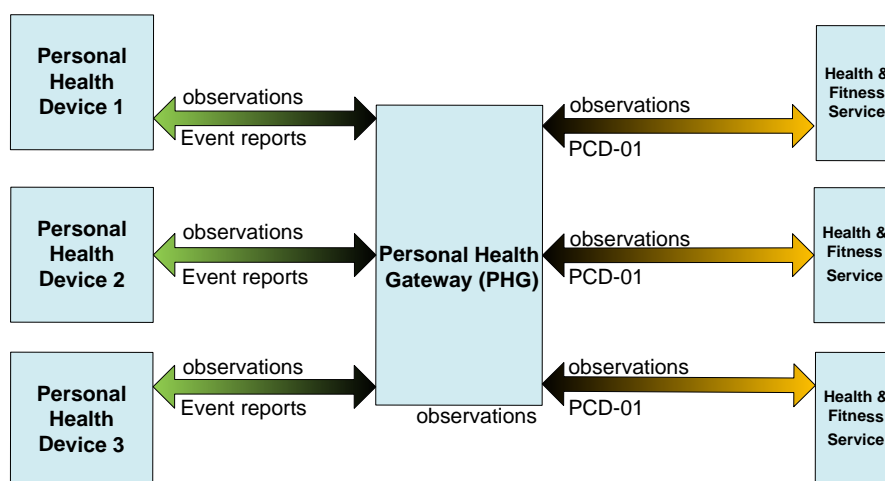 Personal
Health
Device 1
observations
Event reports
observations
PCD-01
Health &
Fitness
Service
Personal
Health
Device 2
observations
Event reports
Personal Health
Gateway (PHG)
observations
PCD-01
Health &
Fitness
Service
Personal
Health
Device 3
observations
Event reports
observations
observations
PCD-01
Health &
Fitness
Service